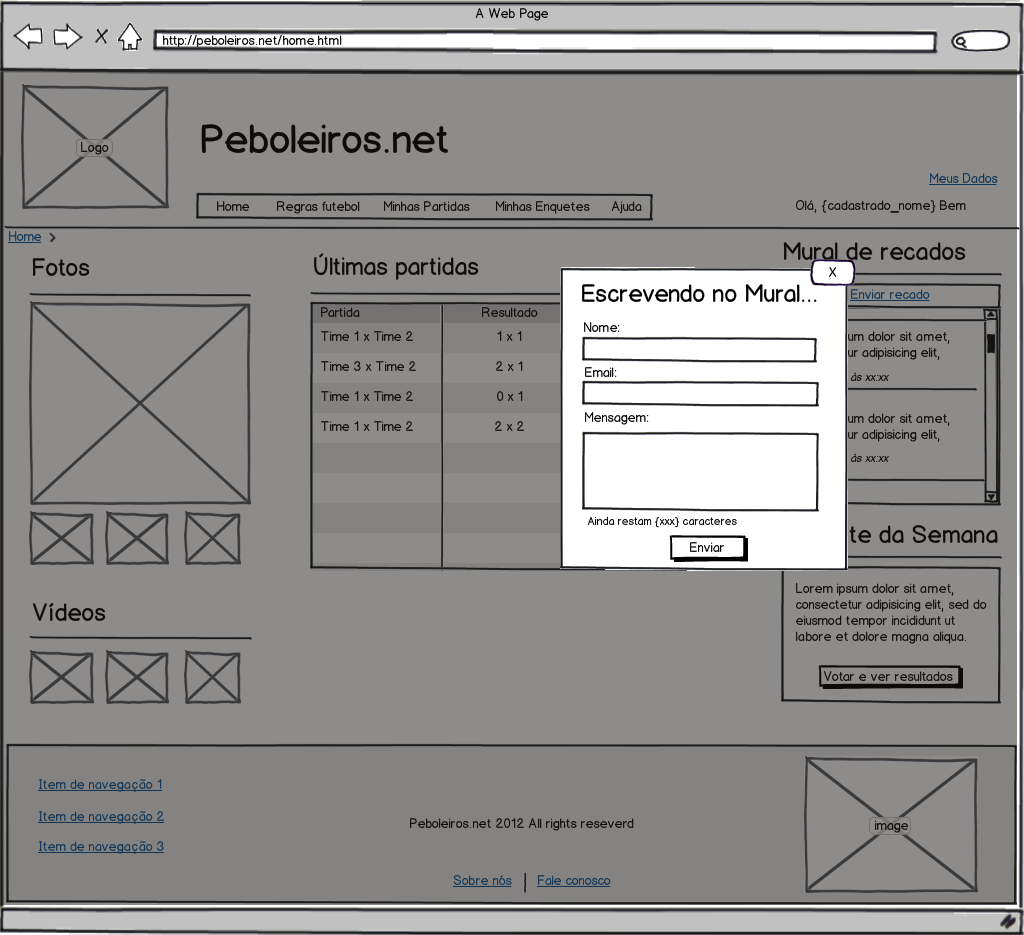 A Web Page
http://peboleiros.net/home.html
Logo
Peboleiros.net
Meus Dados
Home Regras futebol Minhas Partidas Minhas Enquetes Ajuda
Olá, {cadastrado_nome} Bem
Home >
Fotos
Últimas partidas
Partida Resultado
Time 1 x Time 2 1 x 1
Time 3 x Time 2 2 x 1
Time 1 x Time 2 0 x 1
Time 1 x Time 2 2 x 2
Vídeos
X
Escrevendo no Mural...
Nome:
Email:
Mensagem:
Ainda restam {xxx} caracteres
Enviar
Mural de recados
Enviar recado
um dolor sit amet,
ur adipisicing elit,
às xx:xx
um dolor sit amet,
ur adipisicing elit,
às xx:xx
te da Semana
Lorem ipsum dolor sit amet,
consectetur adipisicing elit, sed do
eiusmod tempor incididunt ut
labore et dolore magna aliqua.
Votar e ver resultados
Item de navegação 1
Item de navegação 2
Item de navegação 3
Peboleiros.net 2012 All rights reseverd
Sobre nós | Fale conosco
image